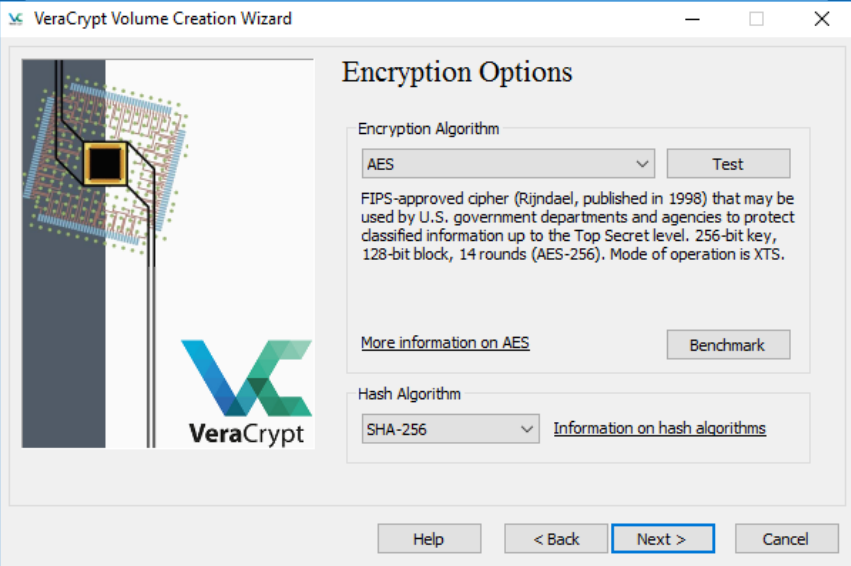 VeraCrypt Volume Creation Wizard
Encryption Options
Encryption Algorithm
AES
Test
FIPS-approved cipher (Rijndael, published in 1998) that may be
used by U.S. government departments and agencies to protect
classified information up to the Top Secret level. 256-bit key,
128-bit block, 14 rounds (AES-256). Mode of operation is XTS.
More information on AES
Benchmark
VeraCrypt
Hash Algorithm
SHA-256
Information on hash algorithms
Help
< Back
Next >
Cancel